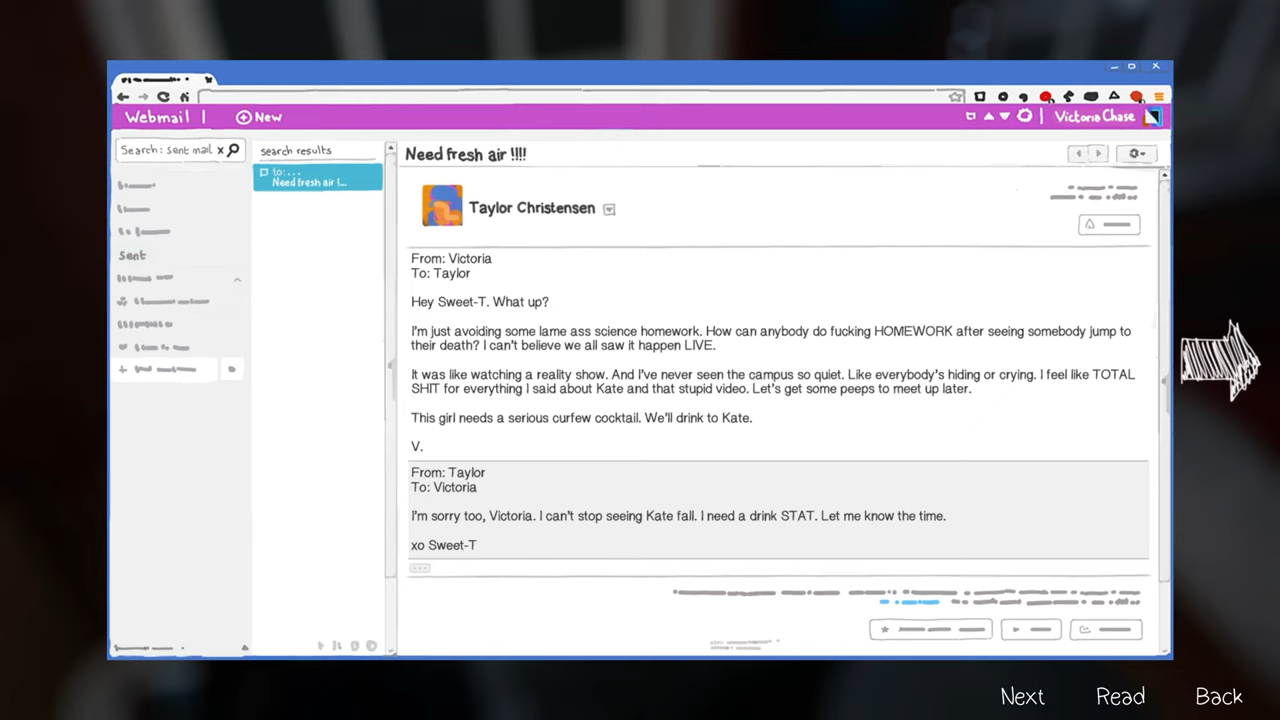 Webmail
New
Victoria Chase
Search: sent mail x
search results
Need fresh air !!!!
to:...
Need fresh air !...
Taylor Christensen
Sent
From: Victoria
To: Taylor
Hey Sweet-T. What up?
I'm just avoiding some lame ass science homework. How can anybody do fucking HOMEWORK after seeing somebody jump to
their death? I can't believe we all saw it happen LIVE.
It was like watching a reality show. And I've never seen the campus so quiet. Like everybody's hiding or crying. I feel like TOTAL
SHIT for everything I said about Kate and that stupid video. Let's get some peeps to meet up later.
This girl needs a serious curfew cocktail. We'll drink to Kate.
V.
From: Taylor
To: Victoria
I'm sorry too, Victoria. I can't stop seeing Kate fall. I need a drink STAT. Let me know the time.
xo Sweet-T
Next
Read
Back